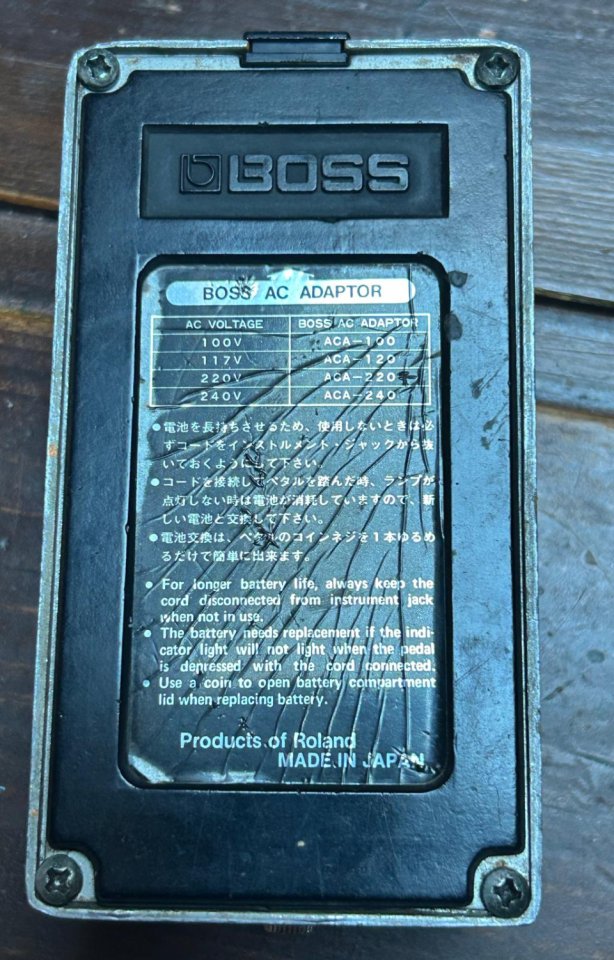 BOSS
BOSS AC ADAPTOR
AC VOLTAGE BOSS AC ADAPTOR
100V ACA-100
117V ACA-120
220V ACA-220
240V ACA-240
●電池を長持ちさせるため、使用しないときは必
ずコードをインストルメント・ジャックから抜
いておくようにして下さい。
●コードを接続し、ペダルを踏んだ時、ランプが
点灯しない時は電池が消耗していますので、新
しい電池と交換して下さい。
●電池交換は、ペダルのコインネジを1本ゆるめ
るだけで簡単に出来ます。
● For longer battery life, always keep the
cord disconnected from instrument jack
when not in use.
● The battery needs replacement if the indi-
cator light will not light when the pedal
is depressed with the cord connected.
● Use a coin to open battery compartment
lid when replacing battery.
Products of Roland
MADE IN JAPAN